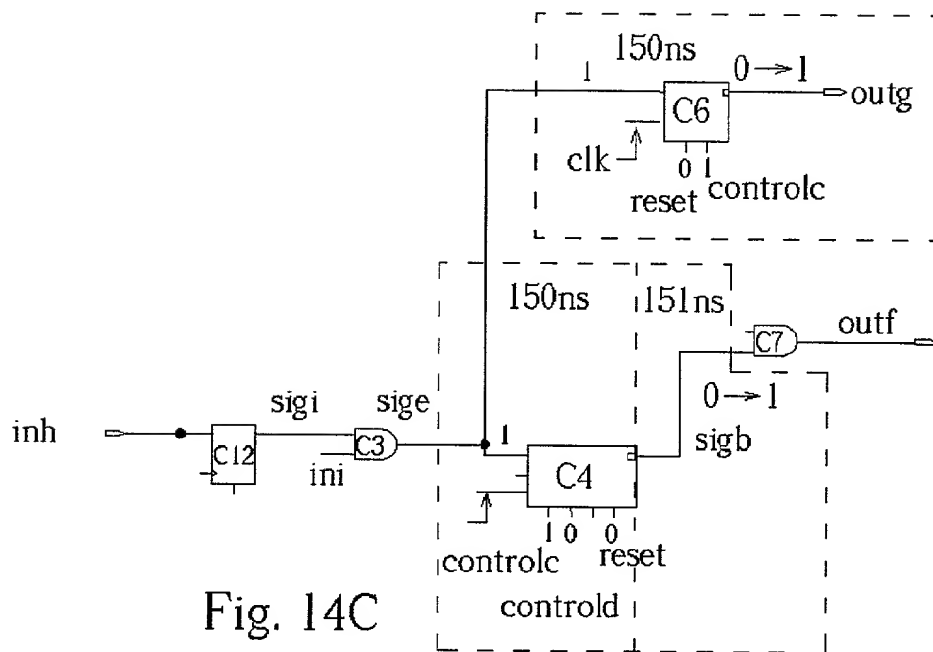 150ns
1
0→1
C6
outg
clk
0 1
reset
controlc
150ns
151ns
outf
C7
0→1
sigi
sige
inh
1
C12
C3
ini
C4
sigb
1 0 0
controlc
reset
controld
Fig. 14C